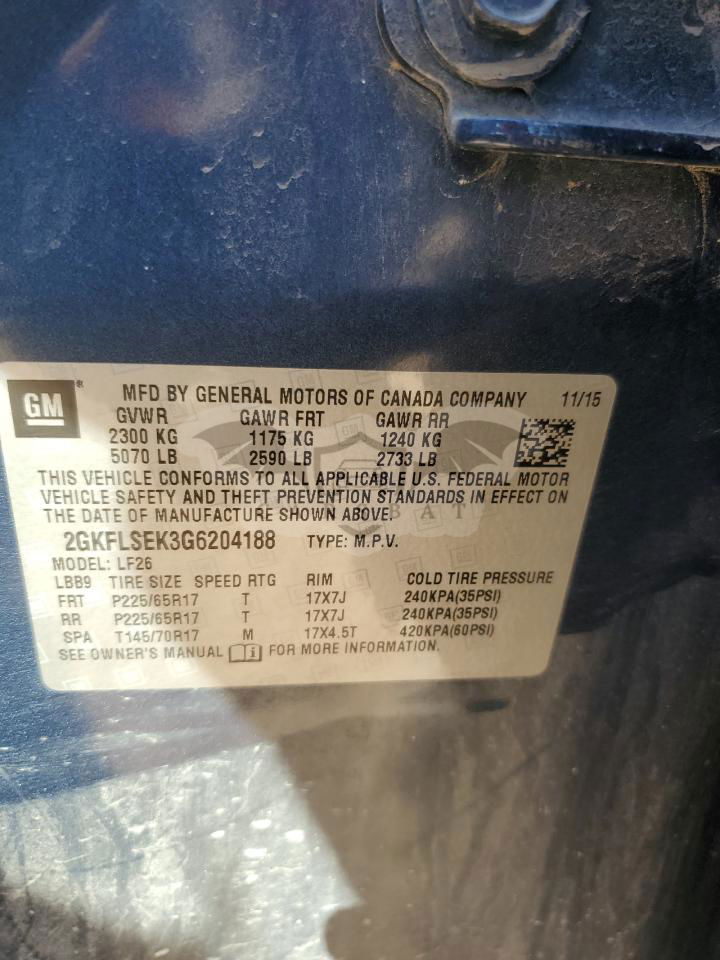 GM ® MFD BY GENERAL MOTORS OF CANADA COMPANY 11/15
GVWR GAWR FRT GAWR RR
2300 KG 1175 KG 1240 KG
5070 LB 2590 LB 2733 LB
THIS VEHICLE CONFORMS TO ALL APPLICABLE U.S. FEDERAL MOTOR
VEHICLE SAFETY AND THEFT PREVENTION STANDARDS IN EFFECT ON
THE DATE OF MANUFACTURE SHOWN ABOVE.
BAT
2GKFLSEK3G6204188 TYPE: M.P.V.
MODEL: LF26
LBB9 TIRE SIZE SPEED RTG RIM COLD TIRE PRESSURE
FRT P225/65R17 T 17X7J 240KPA(35PSI)
RR P225/65R17 T 17X7J 240KPA(35PSI)
SPA T145/70R17 M 17X4.5T 420KPA(60PSI)
SEE OWNER'S MANUAL i FOR MORE INFORMATION.